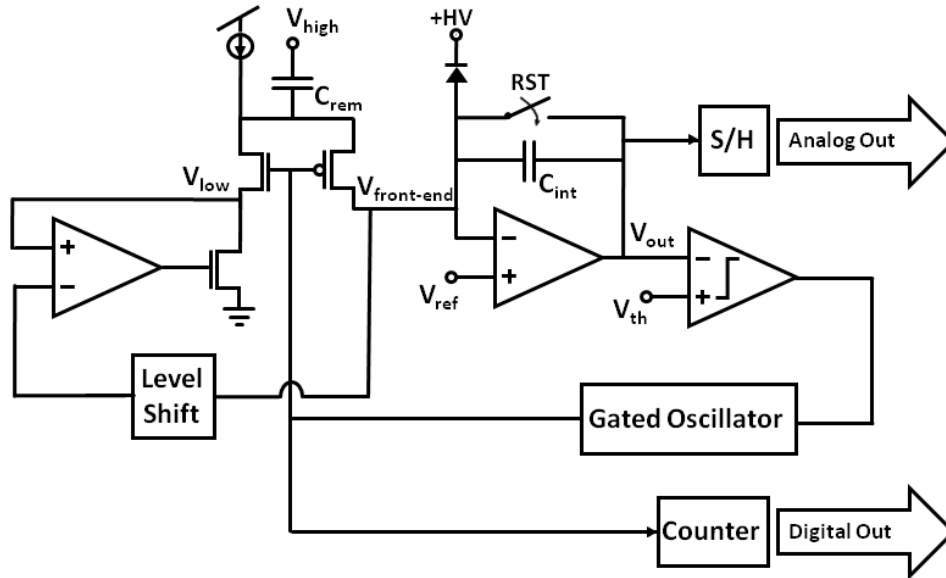 V_high
C_rem
+HV
RST
S/H
Analog Out
V_low
V_front-end
C_int
+
−
−
+
V_ref
V_out
−
+
V_th
Level
Shift
Gated Oscillator
Counter
Digital Out